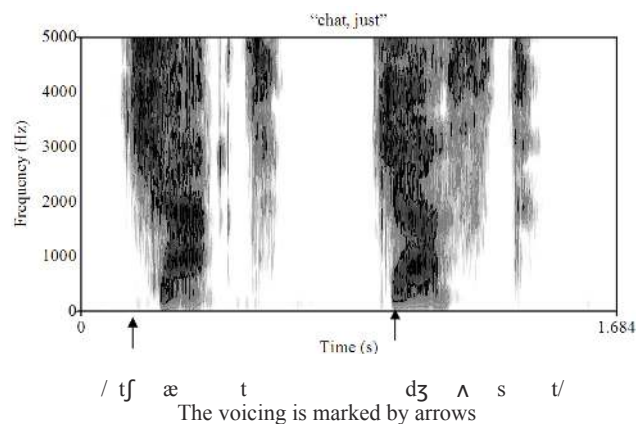 “chat, just”
5000
4000
3000
2000
1000
0
Frequency (Hz)
0
1.684
Time (s)
/ tʃ æ t dʒ ʌ s t/
The voicing is marked by arrows